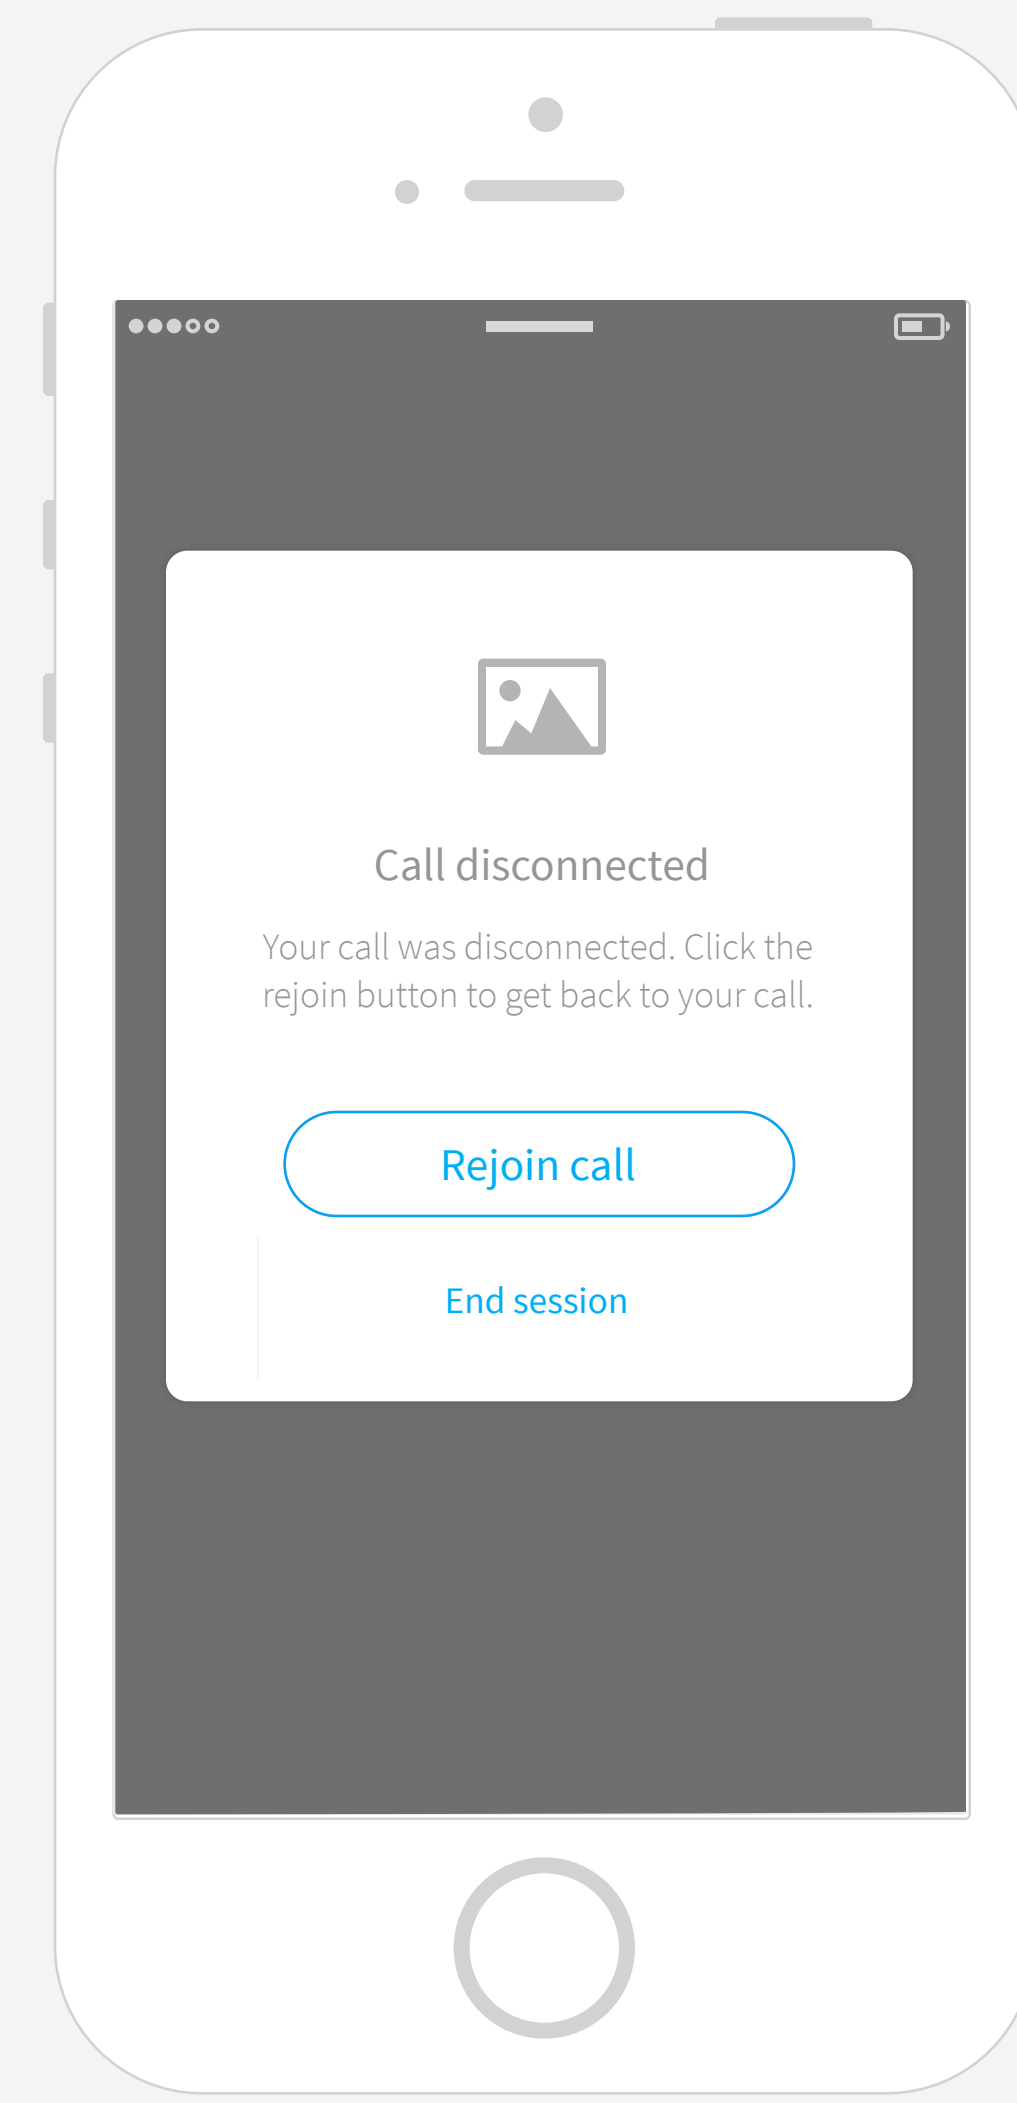 Call disconnected
Your call was disconnected. Click the
rejoin button to get back to your call.
Rejoin call
End session